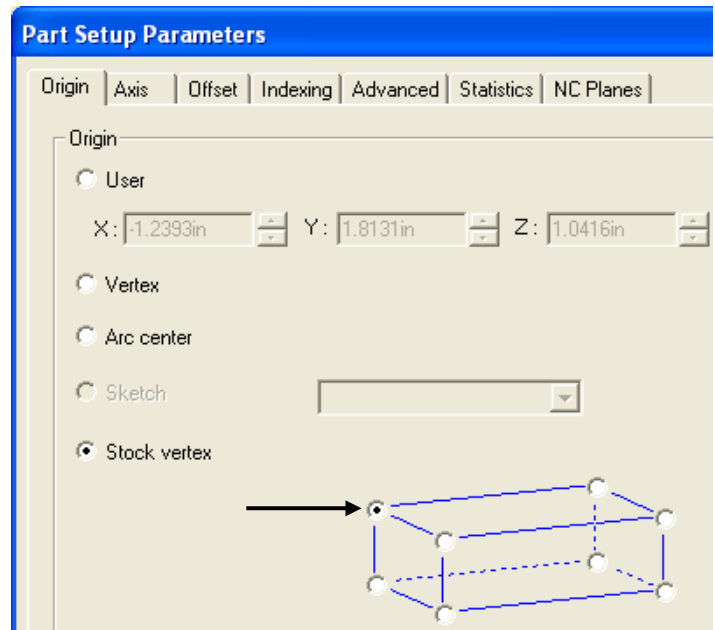 Part Setup Parameters
Origin Axis Offset Indexing Advanced Statistics NC Planes
Origin
User
X: -1.2393in Y: 1.8131in Z: 1.0416in
Vertex
Arc center
Sketch
Stock vertex